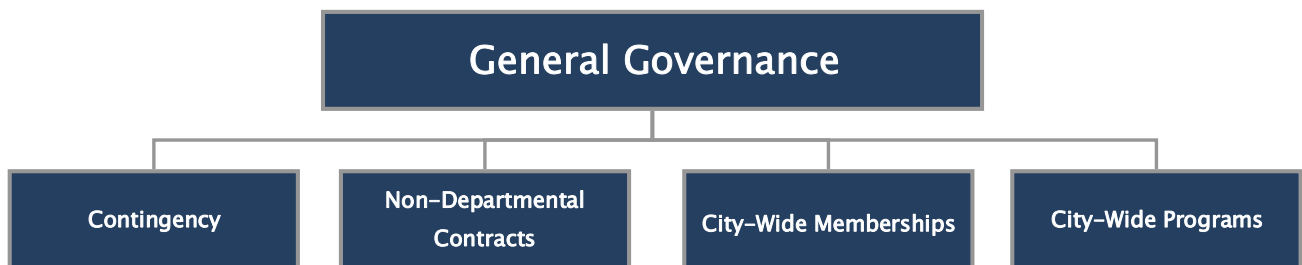 General Governance
Contingency
Non-Departmental
Contracts
City-Wide Memberships
City-Wide Programs